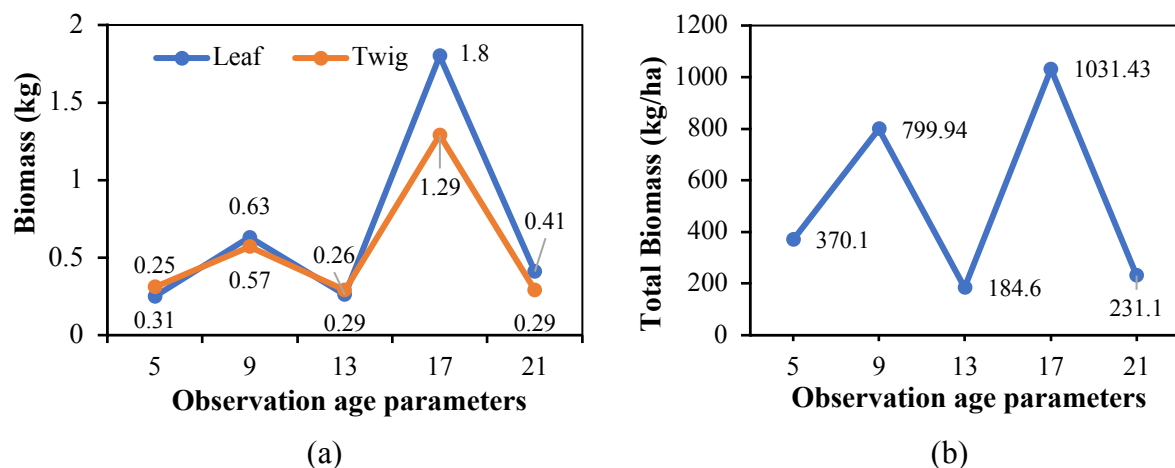 2
1.5
1
0.5
0
Biomass (kg)
Leaf
Twig
0.25
0.31
0.63
0.57
0.26
0.29
1.8
1.29
0.41
0.29
5 9 13 17 21
Observation age parameters
(a)
1200
1000
800
600
400
200
0
Total Biomass (kg/ha)
370.1
799.94
184.6
1031.43
231.1
5 9 13 17 21
Observation age parameters
(b)